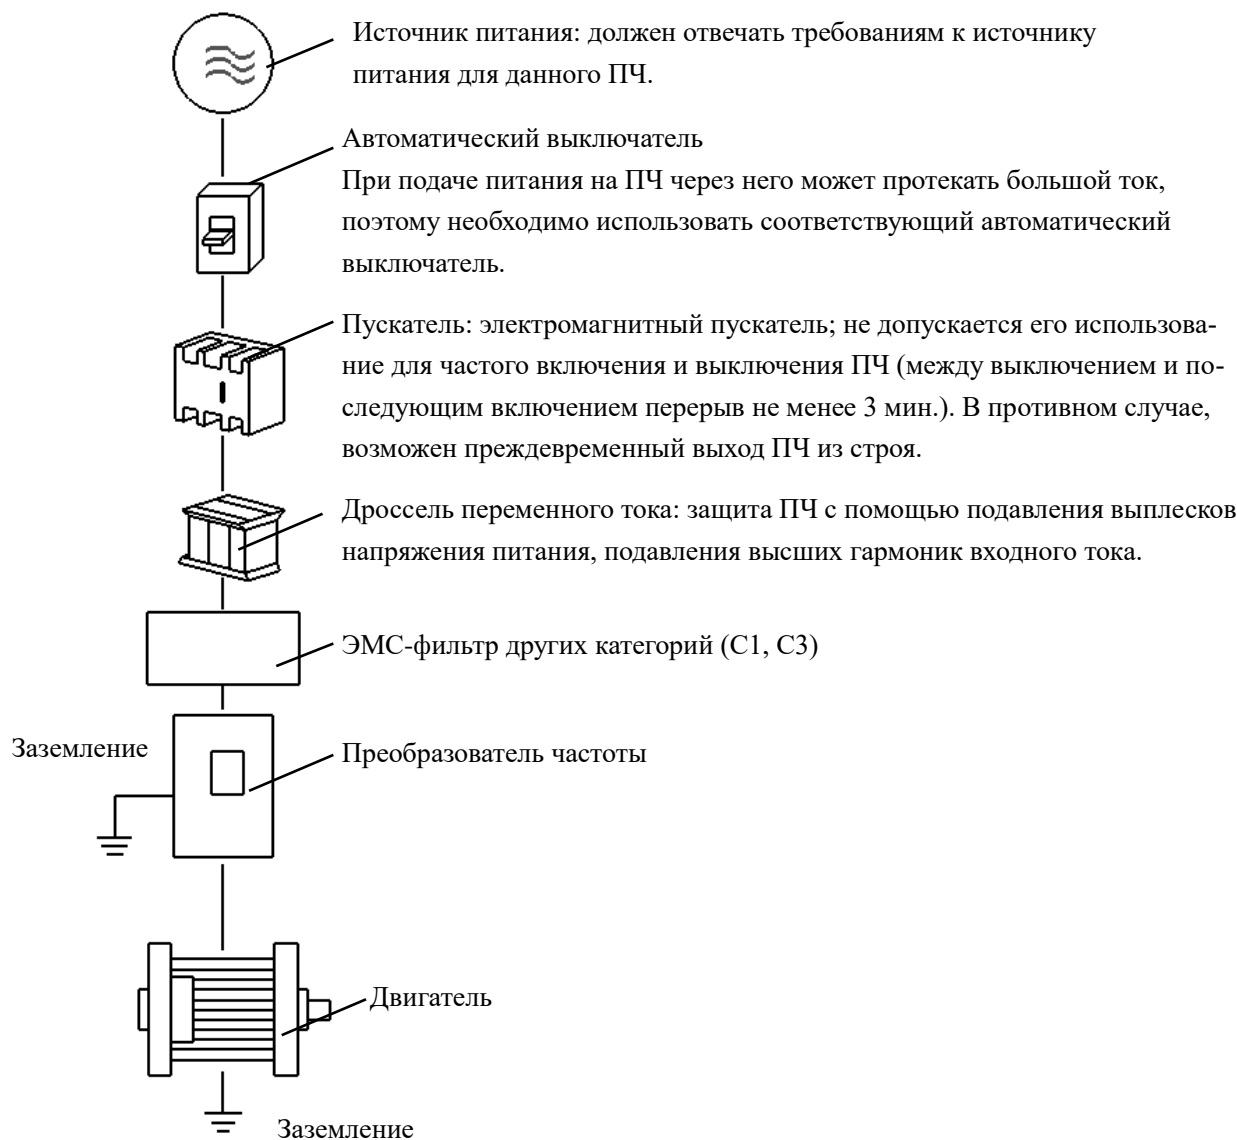 Источник питания: должен отвечать требованиям к источнику
питания для данного ПЧ.
Автоматический выключатель
При подаче питания на ПЧ через него может протекать большой ток,
поэтому необходимо использовать соответствующий автоматический
выключатель.
Пускатель: электромагнитный пускатель; не допускается его использова-
ние для частого включения и выключения ПЧ (между выключением и по-
следующим включением перерыв не менее 3 мин.). В противном случае,
возможен преждевременный выход ПЧ из строя.
Дроссель переменного тока: защита ПЧ с помощью подавления выплесков
напряжения питания, подавления высших гармоник входного тока.
ЭМС-фильтр других категорий (С1, С3)
Заземление
Преобразователь частоты
Двигатель
Заземление